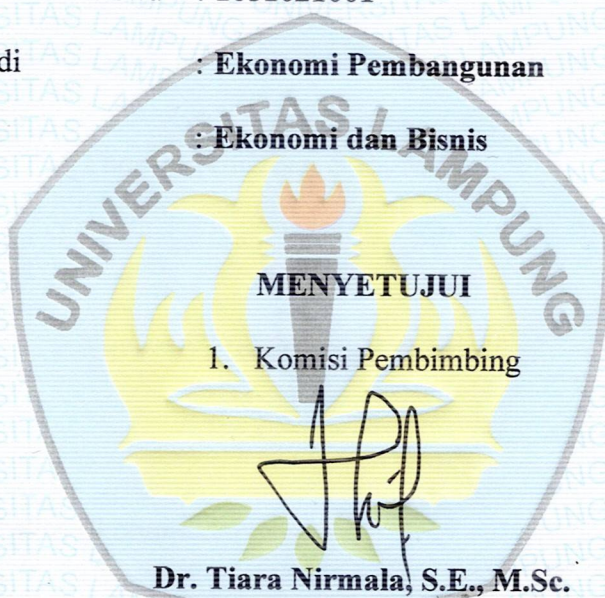 di : Ekonomi Pembangunan
: Ekonomi dan Bisnis
UNIVERSITAS LAMPUNG
MENYETUJUI
1. Komisi Pembimbing
Dr. Tiara Nirmala, S.E., M.Sc.